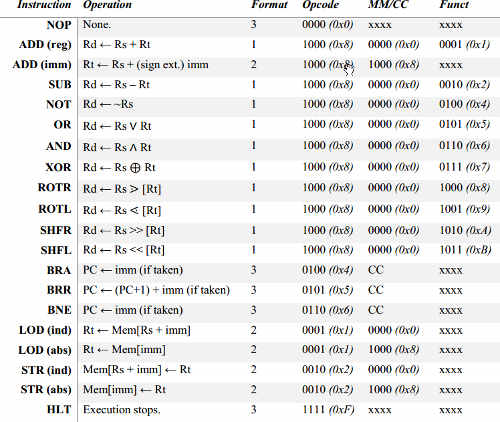 Instruction Operation Format Opcode MM/CC Funct
NOP None. 3 0000 (0x0) xxxx xxxx
ADD (reg) Rd ← Rs + Rt 1 1000 (0x8) 0000 (0x0) 0001 (0x1)
ADD (imm) Rt ← Rs + (sign ext.) imm 2 1000 (0x8) 1000 (0x8) xxxx
SUB Rd ← Rs – Rt 1 1000 (0x8) 0000 (0x0) 0010 (0x2)
NOT Rd ← ~Rs 1 1000 (0x8) 0000 (0x0) 0100 (0x4)
OR Rd ← Rs ∨ Rt 1 1000 (0x8) 0000 (0x0) 0101 (0x5)
AND Rd ← Rs ∧ Rt 1 1000 (0x8) 0000 (0x0) 0110 (0x6)
XOR Rd ← Rs ⊕ Rt 1 1000 (0x8) 0000 (0x0) 0111 (0x7)
ROTR Rd ← Rs > [Rt] 1 1000 (0x8) 0000 (0x0) 1000 (0x8)
ROTL Rd ← Rs < [Rt] 1 1000 (0x8) 0000 (0x0) 1001 (0x9)
SHFR Rd ← Rs >> [Rt] 1 1000 (0x8) 0000 (0x0) 1010 (0xA)
SHFL Rd ← Rs << [Rt] 1 1000 (0x8) 0000 (0x0) 1011 (0xB)
BRA PC ← imm (if taken) 3 0100 (0x4) CC xxxx
BRR PC ← (PC+1) + imm (if taken) 3 0101 (0x5) CC xxxx
BNE PC ← imm (if taken) 3 0110 (0x6) CC xxxx
LOD (ind) Rt ← Mem[Rs + imm] 2 0001 (0x1) 0000 (0x0) xxxx
LOD (abs) Rt ← Mem[imm] 2 0001 (0x1) 1000 (0x8) xxxx
STR (ind) Mem[Rs + imm] ← Rt 2 0010 (0x2) 0000 (0x0) xxxx
STR (abs) Mem[imm] ← Rt 2 0010 (0x2) 1000 (0x8) xxxx
HLT Execution stops. 3 1111 (0xF) xxxx xxxx